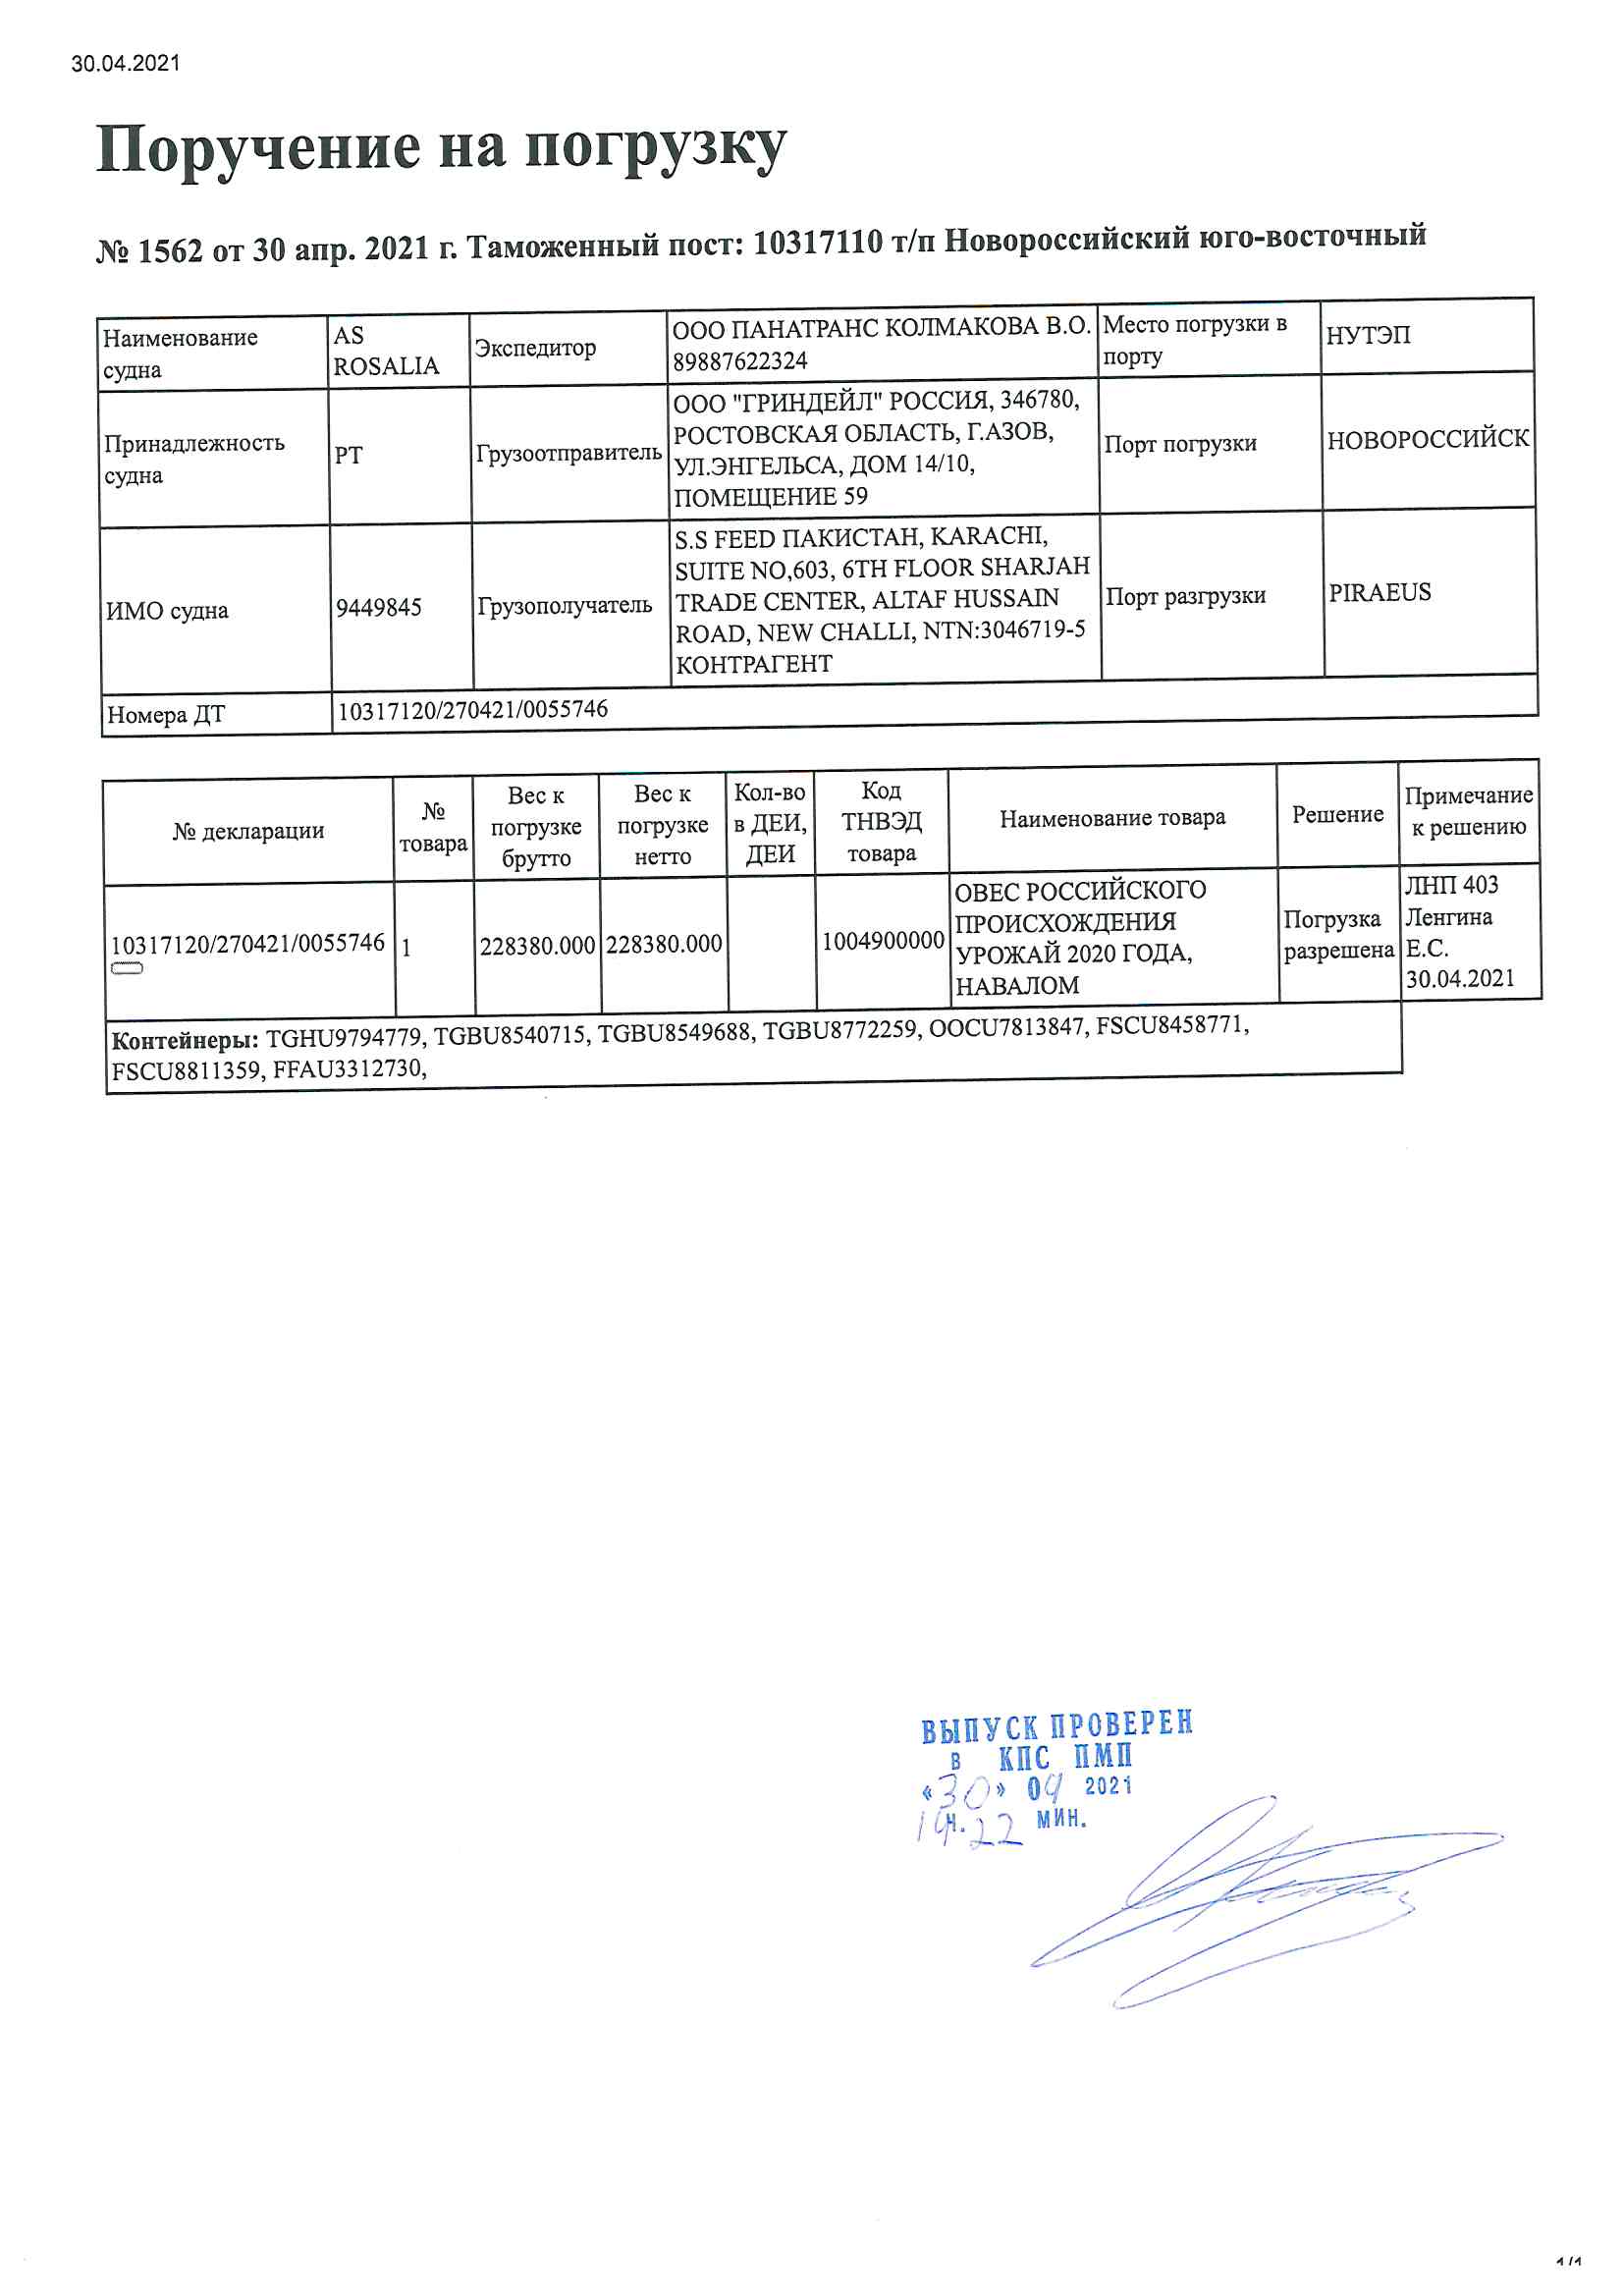 30.04.2021
Поручение на погрузку
№ 1562 от 30 апр. 2021 г. Таможенный пост: 10317110 т/п Новороссийский юго-восточный
Наименование судна
AS ROSALIA
Экспедитор
ООО ПАНАТРАНС КОЛМАКОВА В.О.
89887622324
Место погрузки в порту
НУТЭП
Принадлежность судна
PT
Грузоотправитель
ООО "ГРИНДЕЙЛ" РОССИЯ, 346780,
РОСТОВСКАЯ ОБЛАСТЬ, Г.АЗОВ,
УЛ.ЭНГЕЛЬСА, ДОМ 14/10,
ПОМЕЩЕНИЕ 59
Порт погрузки
НОВОРОССИЙСК
ИМО судна
9449845
Грузополучатель
S.S FEED ПАКИСТАН, KARACHI,
SUITE NO,603, 6TH FLOOR SHARJAH
TRADE CENTER, ALTAF HUSSAIN
ROAD, NEW CHALLI, NTN:3046719-5
КОНТРАГЕНТ
Порт разгрузки
PIRAEUS
Номера ДТ
10317120/270421/0055746
№ декларации
№ товара
Вес к погрузке брутто
Вес к погрузке нетто
Кол-во в ДЕИ, ДЕИ
Код ТНВЭД товара
Наименование товара
Решение
Примечание к решению
10317120/270421/0055746
1
228380.000
228380.000
1004900000
ОВЕС РОССИЙСКОГО
ПРОИСХОЖДЕНИЯ
УРОЖАЙ 2020 ГОДА,
НАВАЛОМ
Погрузка разрешена
ЛНП 403
Ленгина
Е.С.
30.04.2021
Контейнеры: TGHU9794779, TGBU8540715, TGBU8549688, TGBU8772259, OOCU7813847, FSCU8458771,
FSCU8811359, FFAU3312730,
ВЫПУСК ПРОВЕРЕН
в КПС ПМП
«30» 04 2021
14ч. 22 мин.
1/1